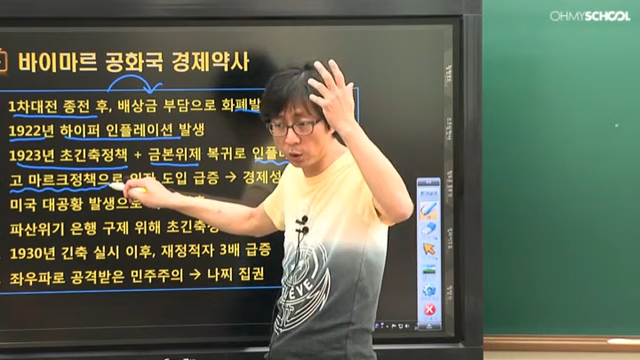 OHMYSCHOOL
바이마르 공화국 경제약사
1차대전 종전 후, 배상금 부담으로 화폐발
1922년 하이퍼 인플레이션 발생
1923년 초긴축정책 + 금본위제 복귀로 인플
고 마르크정책으로 도입 급증 → 경제성
미국 대공황 발생으로
파산위기 은행 구제 위해 초긴
1930년 긴축 실시 이후, 재정적자 3배 급증
좌우파로 공격받은 민주주의 → 나찌 집권